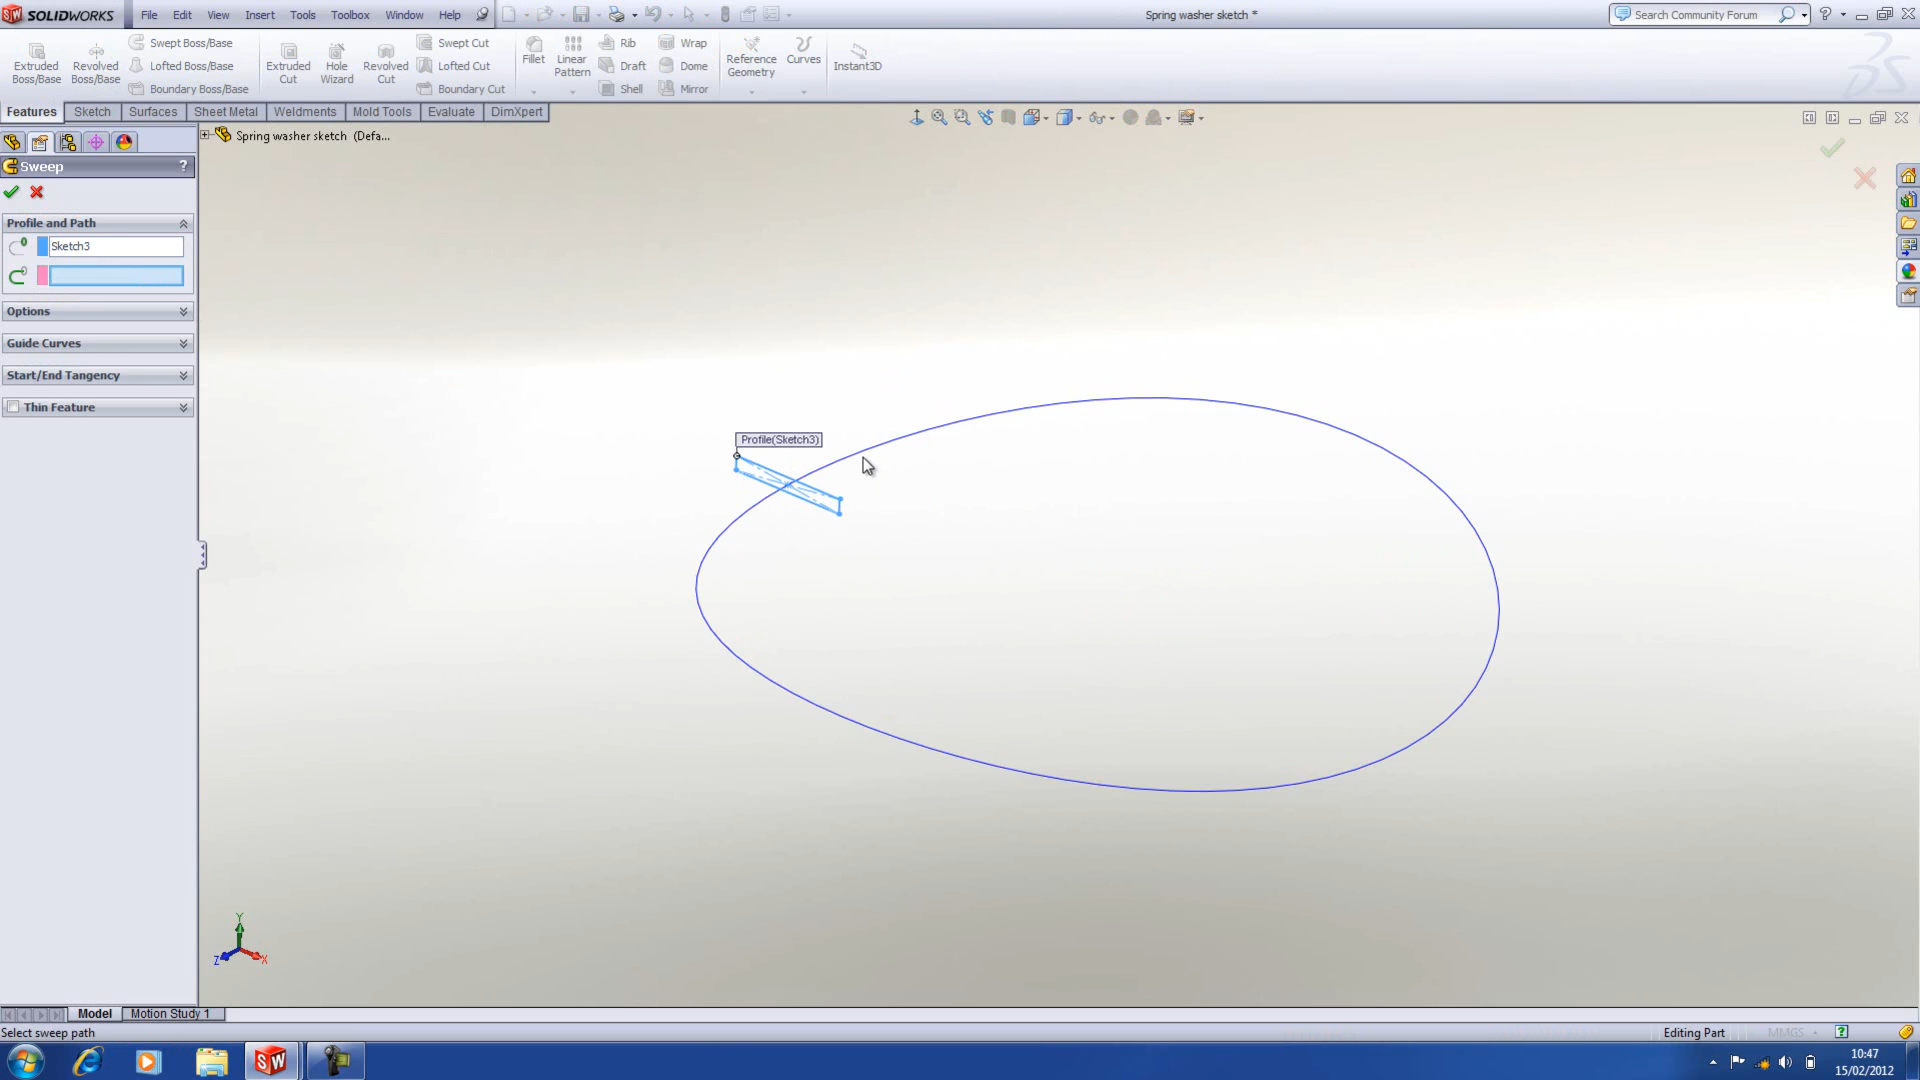 SOLIDWORKS File Edit View Insert Tools Toolbox Window Help Spring washer sketch * Search Community Forum
Extruded Boss/Base
Revolved Boss/Base
Swept Boss/Base
Lofted Boss/Base
Boundary Boss/Base
Extruded Cut
Hole Wizard
Revolved Cut
Swept Cut
Lofted Cut
Boundary Cut
Fillet
Linear Pattern
Rib
Draft
Shell
Wrap
Dome
Mirror
Reference Geometry
Curves
Instant3D
Features Sketch Surfaces Sheet Metal Weldments Mold Tools Evaluate DimXpert
Spring washer sketch (Defa...
Sweep ?
Profile and Path
Sketch3
Options
Guide Curves
Start/End Tangency
Thin Feature
Profile(Sketch3)
Y
Z X
Model Motion Study 1
Select sweep path Editing Part MMGS
10:47
15/02/2012